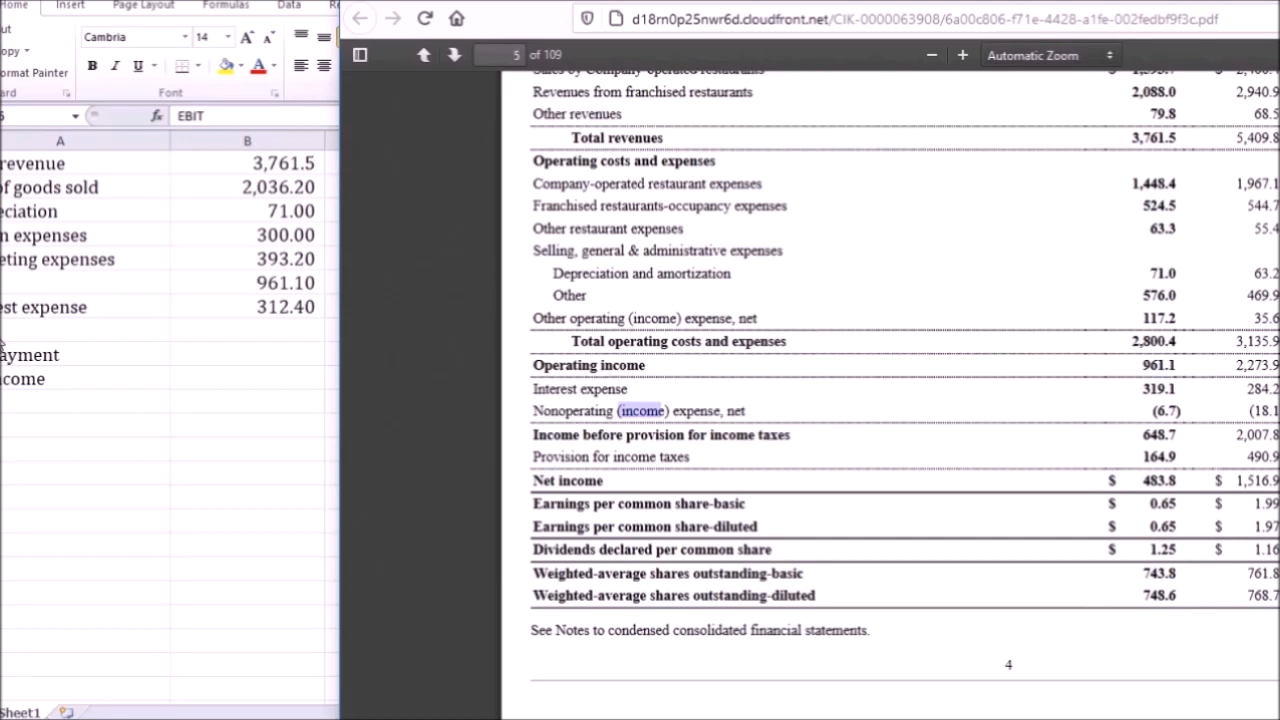 Home Insert Page Layout Formulas Data
Cambria 14 A A
ormat Painter
B I U A
Font
fx EBIT
A B
revenue 3,761.5
f goods sold 2,036.20
eciation 71.00
n expenses 300.00
eting expenses 393.20
961.10
est expense 312.40
ayment
come
Sheet1
d18rn0p25nwr6d.cloudfront.net/CIK-0000063908/6a00c806-f71e-4428-a1fe-002fedbf9f3c.pdf
5 of 109 Automatic Zoom
Sales by Company-operated restaurants
Revenues from franchised restaurants 2,088.0 2,940.9
Other revenues 79.8 68.5
Total revenues 3,761.5 5,409.8
Operating costs and expenses
Company-operated restaurant expenses 1,448.4 1,967.1
Franchised restaurants-occupancy expenses 524.5 544.7
Other restaurant expenses 63.3 55.4
Selling, general & administrative expenses
Depreciation and amortization 71.0 63.2
Other 576.0 469.9
Other operating (income) expense, net 117.2 35.6
Total operating costs and expenses 2,800.4 3,135.9
Operating income 961.1 2,273.9
Interest expense 319.1 284.2
Nonoperating (income) expense, net (6.7) (18.1
Income before provision for income taxes 648.7 2,007.8
Provision for income taxes 164.9 490.9
Net income $ 483.8 $ 1,516.9
Earnings per common share-basic $ 0.65 $ 1.99
Earnings per common share-diluted $ 0.65 $ 1.97
Dividends declared per common share $ 1.25 $ 1.16
Weighted-average shares outstanding-basic 743.8 761.8
Weighted-average shares outstanding-diluted 748.6 768.7
See Notes to condensed consolidated financial statements.
4